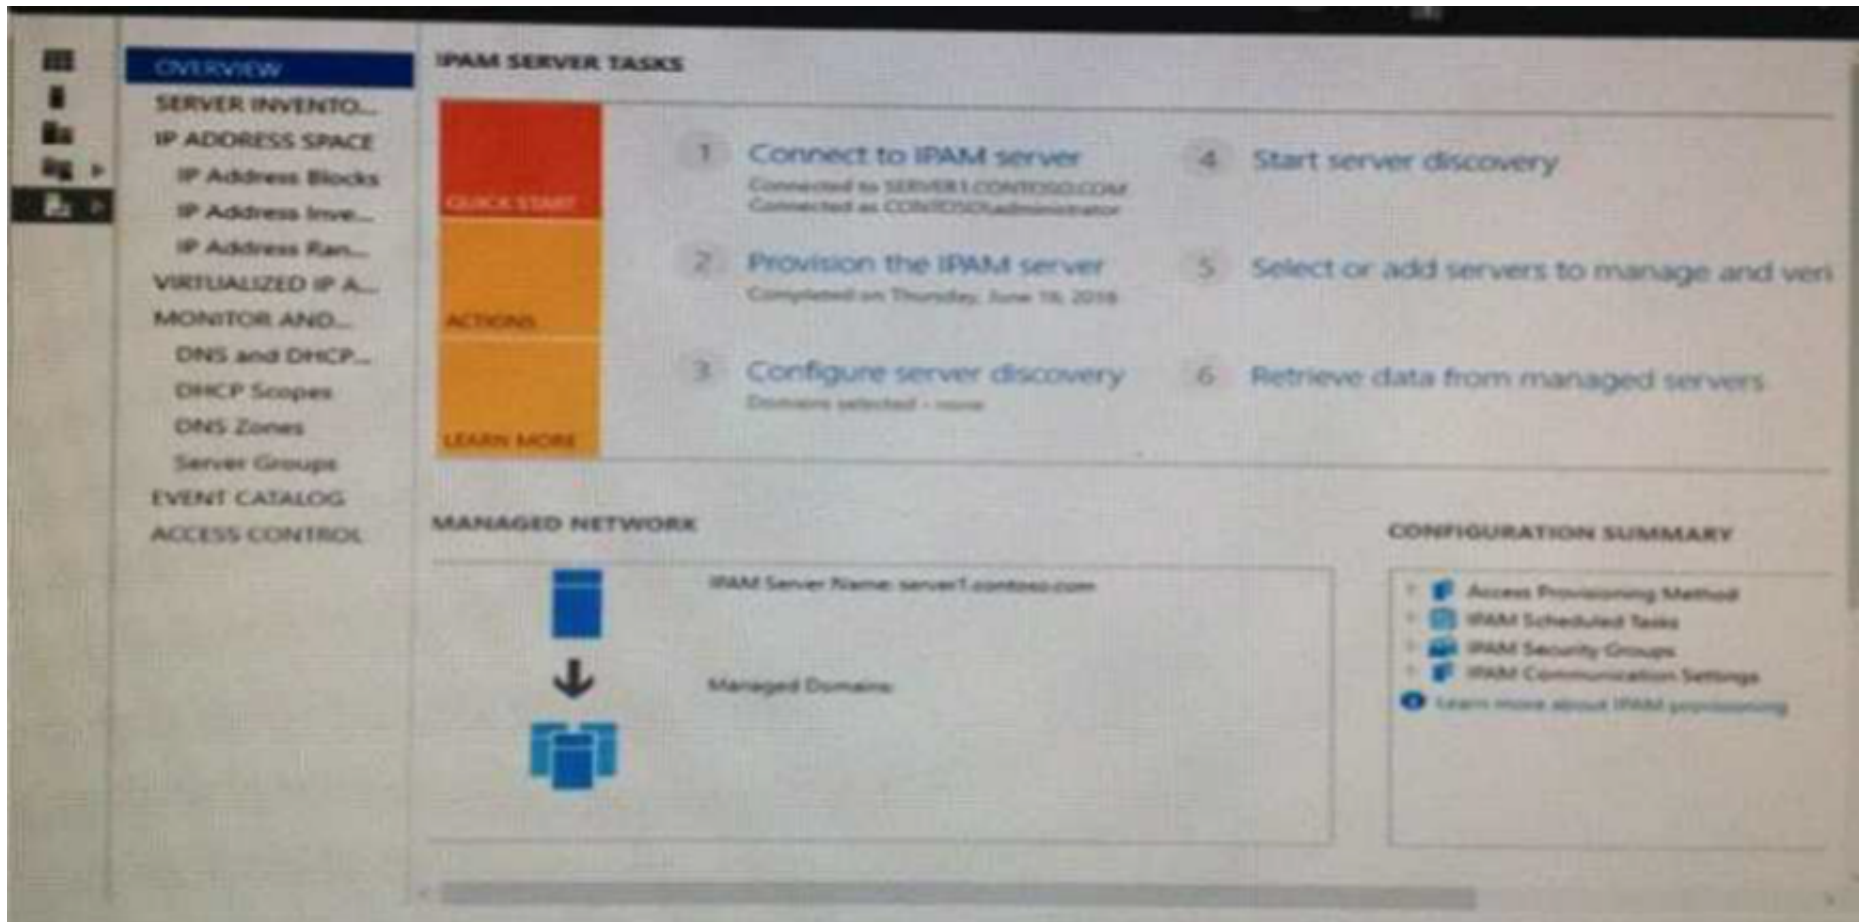 OVERVIEW
SERVER INVENTO...
IP ADDRESS SPACE
IP Address Blocks
IP Address Inve...
IP Address Ran...
VIRTUALIZED IP A...
MONITOR AND...
DNS and DHCP...
DHCP Scopes
DNS Zones
Server Groups
EVENT CATALOG
ACCESS CONTROL
IPAM SERVER TASKS
QUICK START
ACTIONS
LEARN MORE
1 Connect to IPAM server
Connected to SERVER1.CONTOSO.COM
Connected as CONTOSO\administrator
2 Provision the IPAM server
Completed on Thursday, June 16, 2016
3 Configure server discovery
Domains selected - none
4 Start server discovery
5 Select or add servers to manage and veri
6 Retrieve data from managed servers
MANAGED NETWORK
IPAM Server Name: server1.contoso.com
Managed Domains:
CONFIGURATION SUMMARY
Access Provisioning Method
IPAM Scheduled Tasks
IPAM Security Groups
IPAM Communication Settings
Learn more about IPAM provisioning